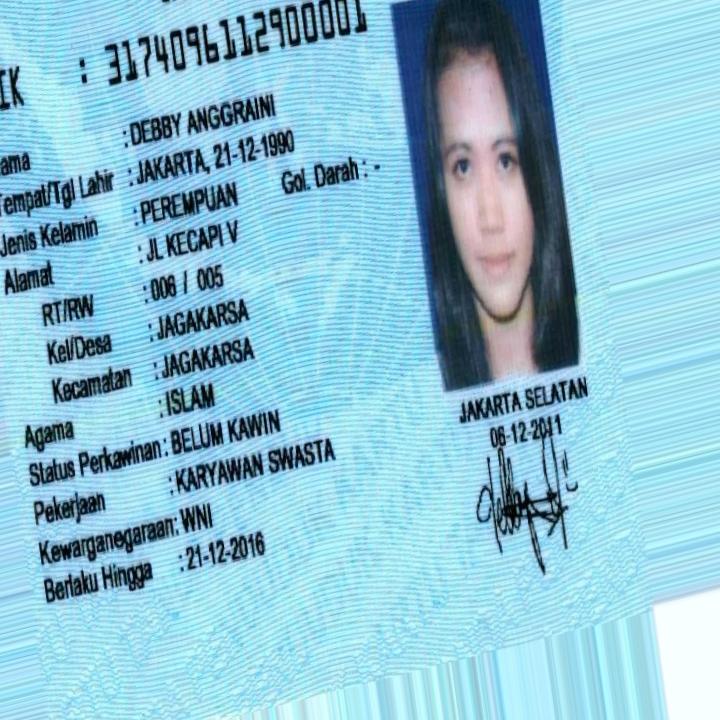 IK : 3174096112900001
ama : DEBBY ANGGRAINI
Tempat/Tgl Lahir : JAKARTA, 21-12-1990
Jenis Kelamin : PEREMPUAN Gol. Darah : -
Alamat : JL KECAPI V
RT/RW : 006 / 005
Kel/Desa : JAGAKARSA
Kecamatan : JAGAKARSA
Agama : ISLAM
Status Perkawinan : BELUM KAWIN
Pekerjaan : KARYAWAN SWASTA
Kewarganegaraan : WNI
Berlaku Hingga : 21-12-2016
JAKARTA SELATAN
06-12-2011